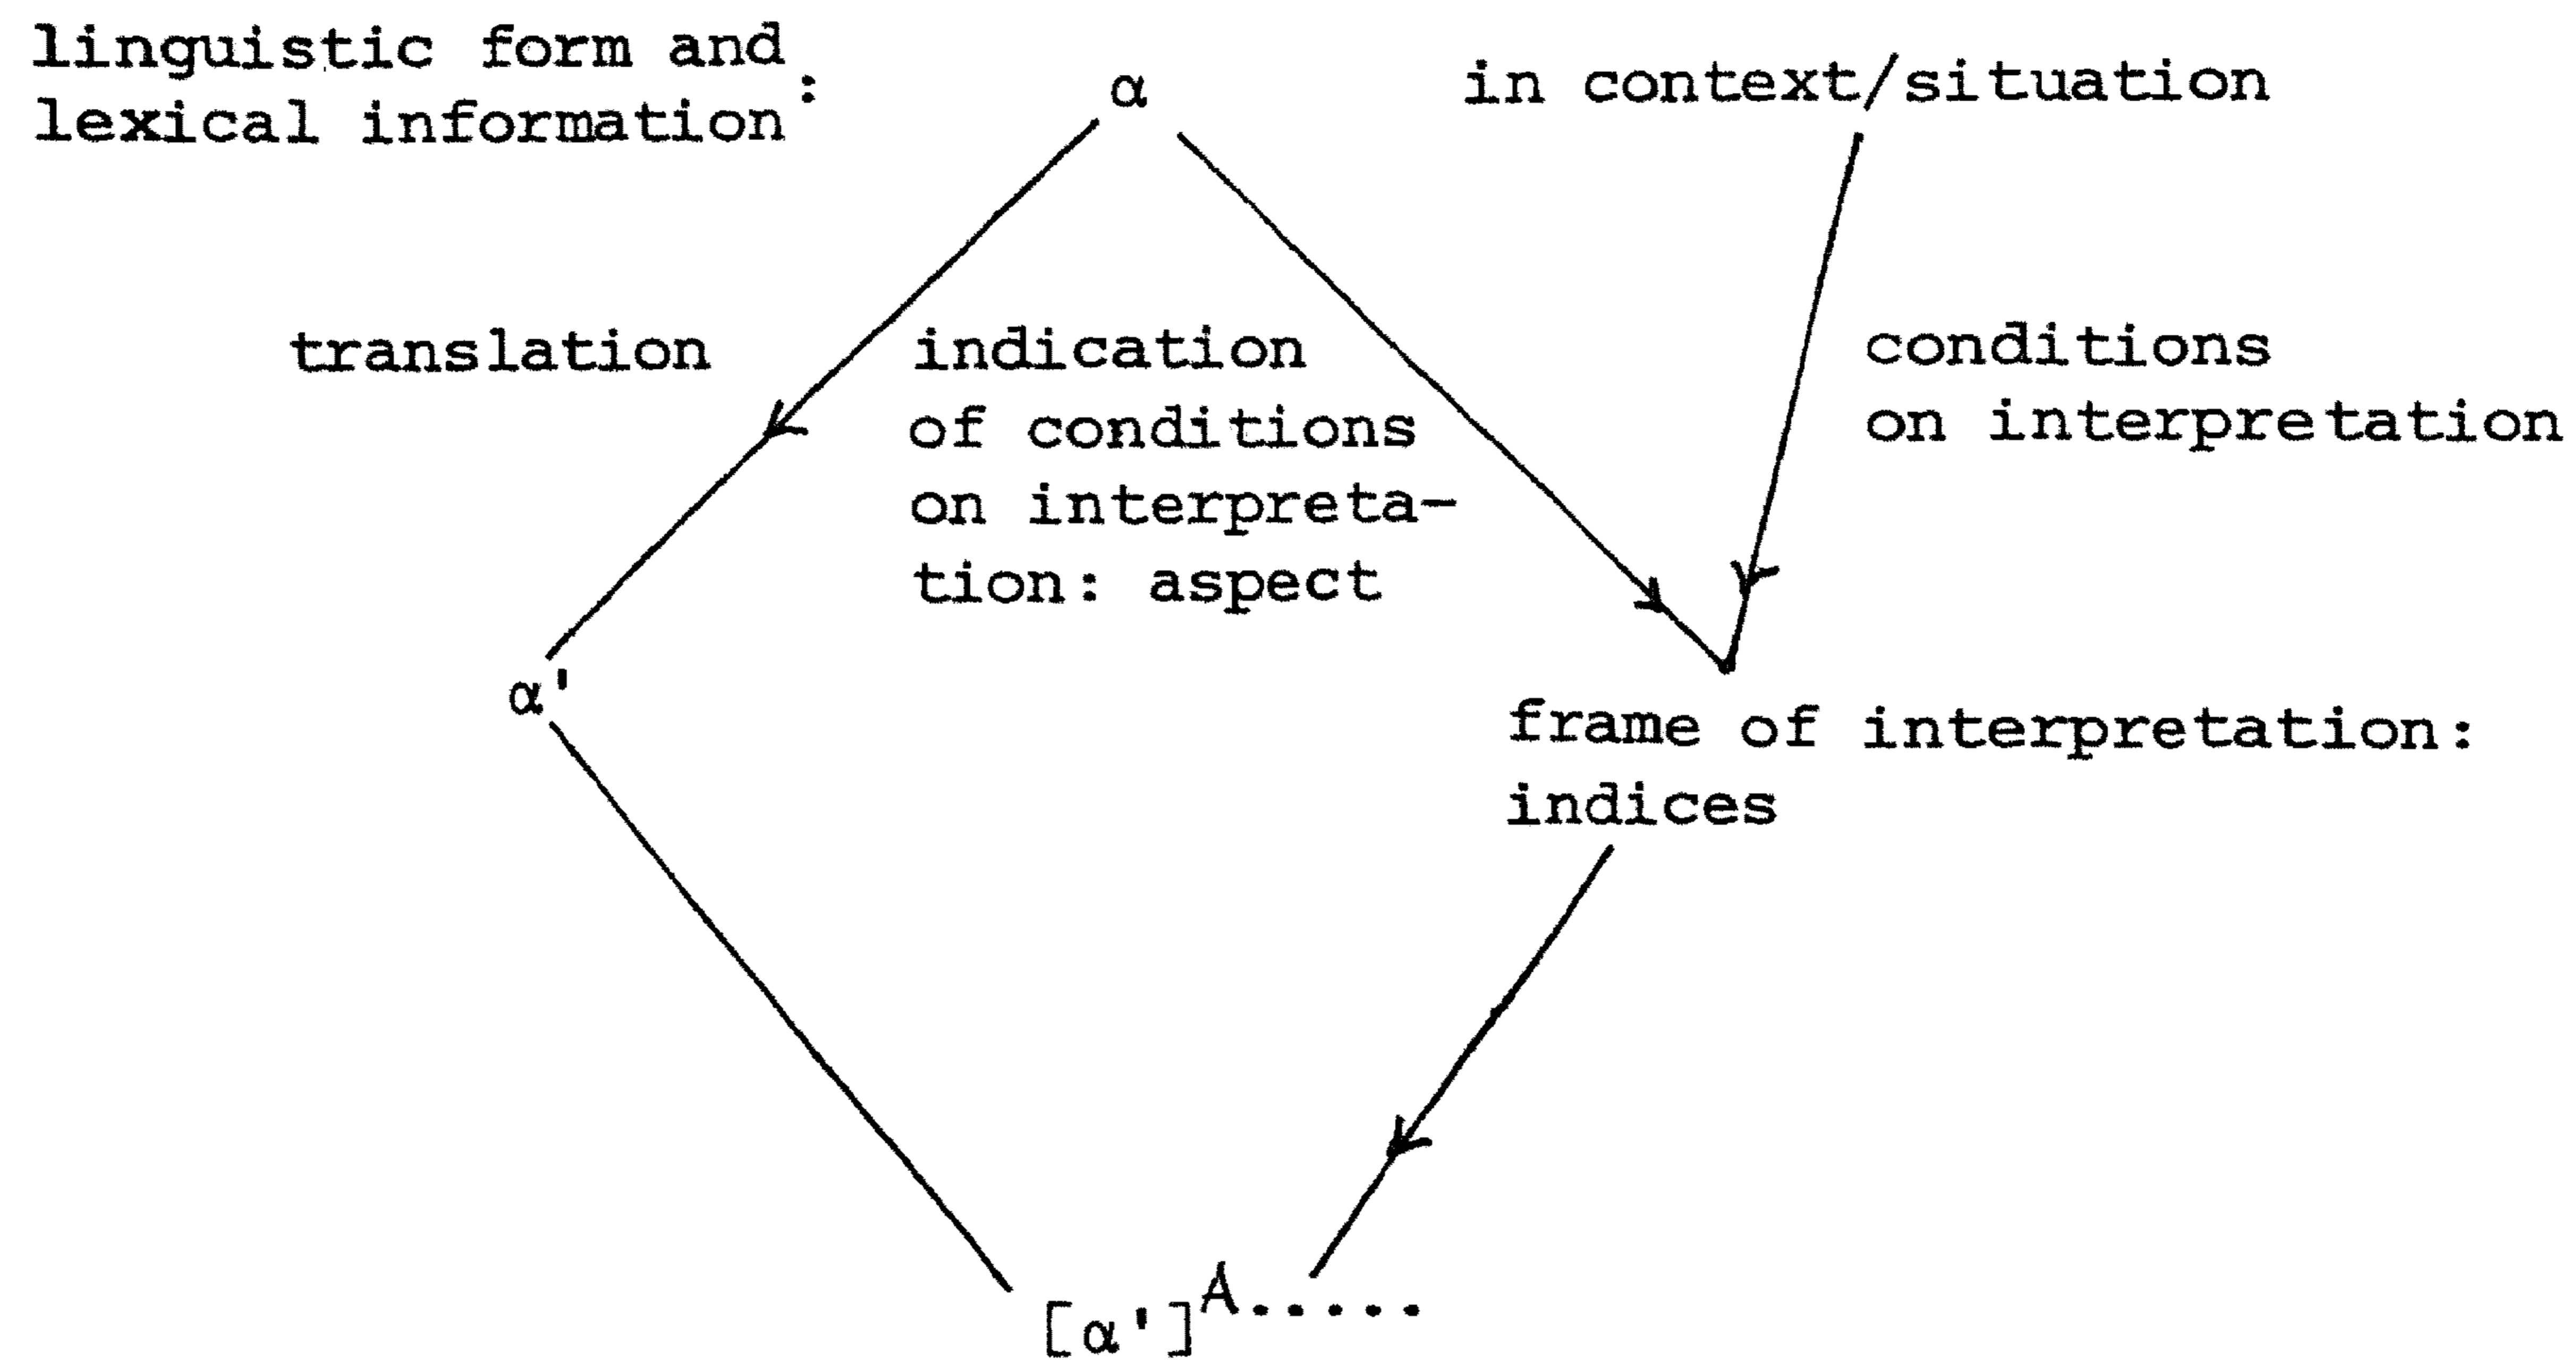 linguistic form and
lexical information :
α
in context/situation
translation
indication
of conditions
on interpreta-
tion: aspect
conditions
on interpretation
α'
frame of interpretation:
indices
[α']A.....